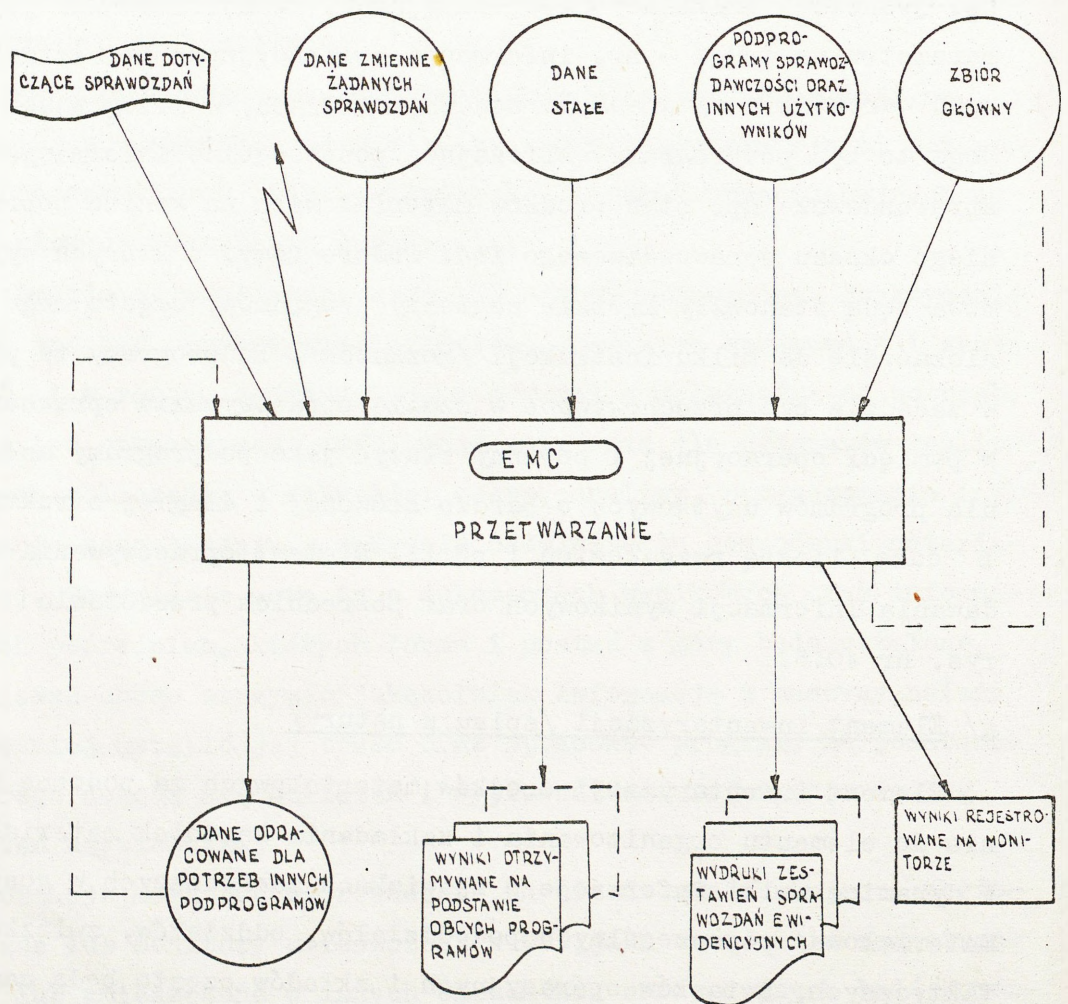 DANE DOTY-
CZĄCE SPRAWOZDAŃ
DANE ZMIENNE
ŻĄDANYCH
SPRAWOZDAŃ
DANE
STAŁE
PODPRO-
GRAMY SPRAWOZ-
DAWCZOŚCI ORAZ
INNYCH UŻYTKO-
WNIKÓW
ZBIÓR
GŁÓWNY
EMC
PRZETWARZANIE
DANE OPRA-
COWANE DLA
POTRZEB INNYCH
PODPROGRAMÓW
WYNIKI OTRZY-
MYWANE NA
PODSTAWIE
OBCYCH PROG-
RAMÓW
WYDRUKI ZES-
TAWIEŃ I SPRA-
WOZDAŃ EWI-
DENCYJNYCH
WYNIKI REJESTRO-
WANE NA MONI-
TORZE